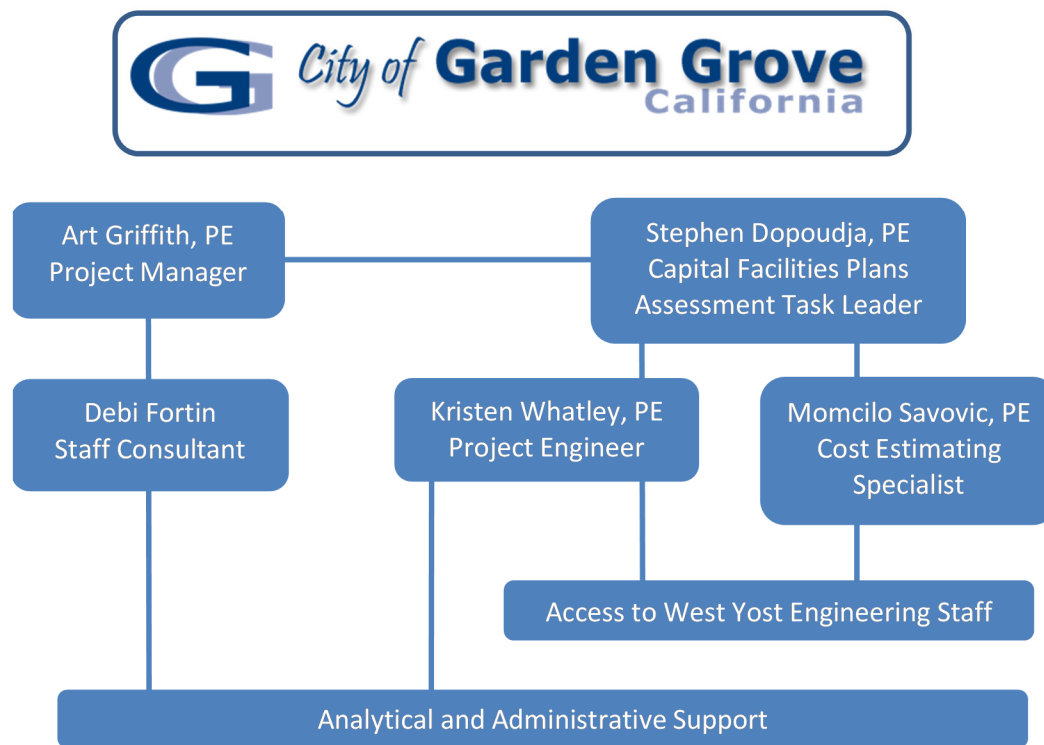 City of Garden Grove
California
Art Griffith, PE
Project Manager
Stephen Dopoudja, PE
Capital Facilities Plans
Assessment Task Leader
Debi Fortin
Staff Consultant
Kristen Whatley, PE
Project Engineer
Momcilo Savovic, PE
Cost Estimating
Specialist
Access to West Yost Engineering Staff
Analytical and Administrative Support